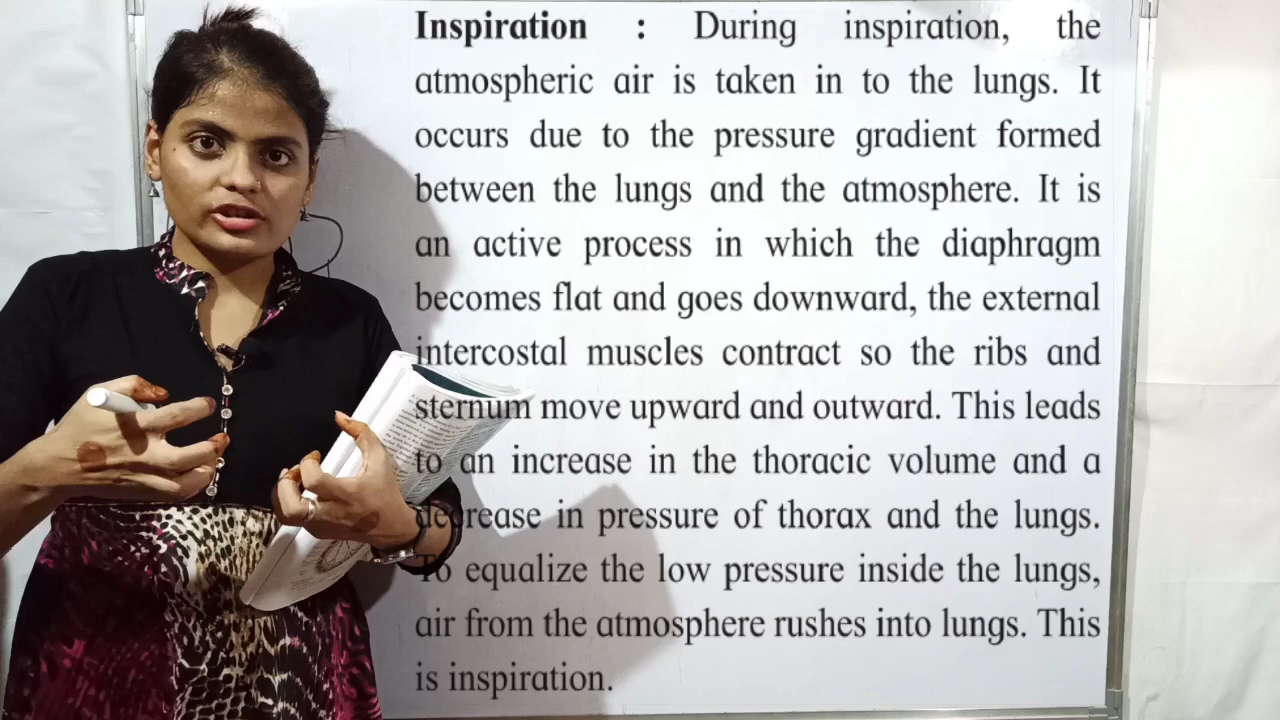 Inspiration : During inspiration, the
atmospheric air is taken in to the lungs. It
occurs due to the pressure gradient formed
between the lungs and the atmosphere. It is
an active process in which the diaphragm
becomes flat and goes downward, the external
intercostal muscles contract so the ribs and
sternum move upward and outward. This leads
to an increase in the thoracic volume and a
decrease in pressure of thorax and the lungs.
To equalize the low pressure inside the lungs,
air from the atmosphere rushes into lungs. This
is inspiration.